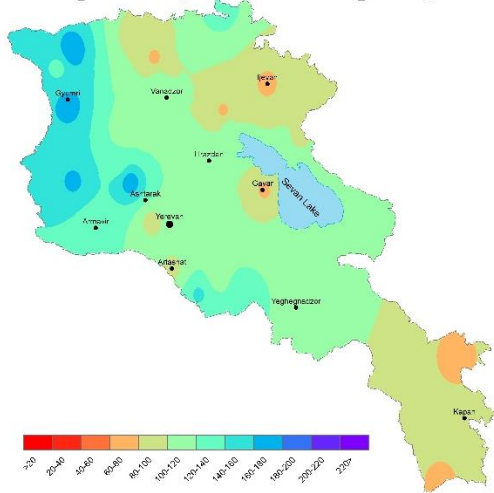 Ijevan
Gyumri
Vanadzor
Hrazdan
Gavar
Sevan Lake
Ashtarak
Armavir
Yerevan
Artashat
Yeghegnadzor
Kapan
>20
20-40
40-60
60-80
80-100
100-120
120-140
140-160
160-180
180-200
200-220
220>